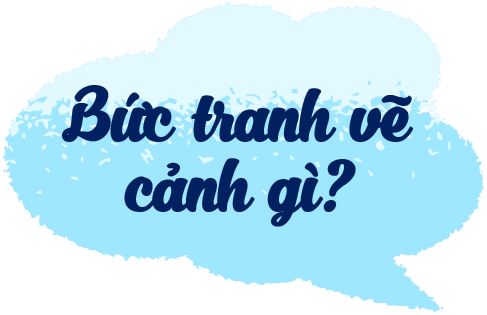 Bức tranh vẽ
cảnh gì?